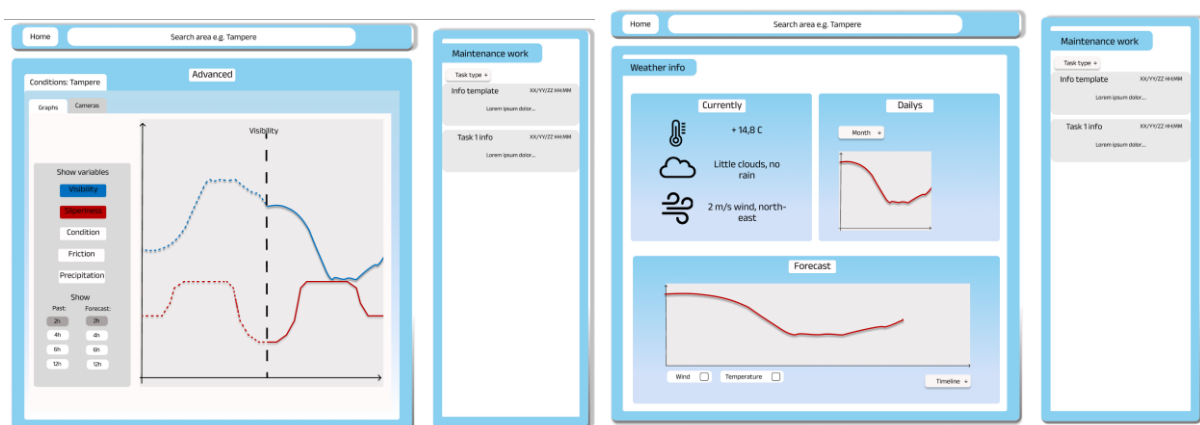 Home
Search area e.g. Tampere
Advanced
Conditions: Tampere
Graphs
Cameras
Visibility
Show variables
Visibility
Slipperiness
Condition
Friction
Precipitation
Show
Past:
Forecast:
2h
2h
4h
4h
6h
6h
12h
12h
Maintenance work
Task type +
Info template
XX/YY/ZZ HH:MM
Lorem ipsum dolor...
Task 1 info
XX/YY/ZZ HH:MM
Lorem ipsum dolor...
Home
Search area e.g. Tampere
Weather info
Currently
+ 14,8 C
Little clouds, no
rain
2 m/s wind, north-
east
Dailys
Month +
Forecast
Wind
Temperature
Timeline +
Maintenance work
Task type +
Info template
XX/YY/ZZ HH:MM
Lorem ipsum dolor...
Task 1 info
XX/YY/ZZ HH:MM
Lorem ipsum dolor...